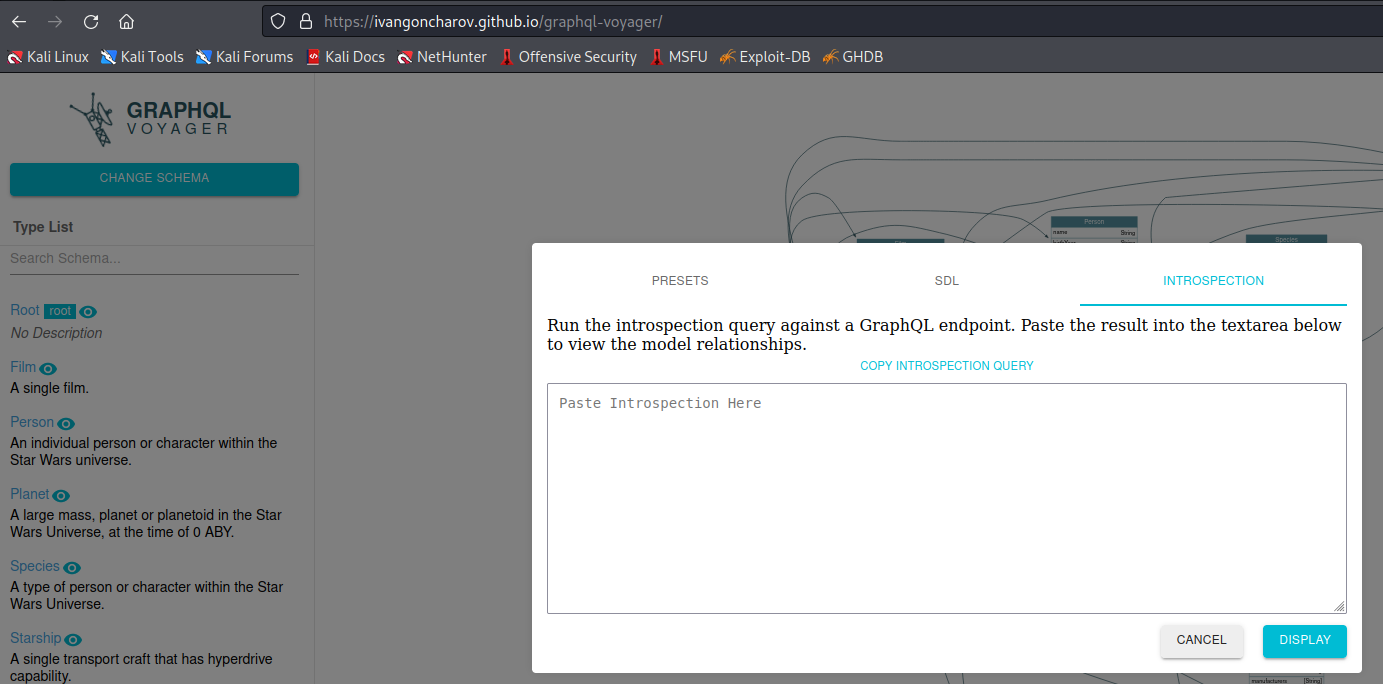 https://ivangoncharov.github.io/graphql-voyager/
Kali Linux Kali Tools Kali Forums Kali Docs NetHunter Offensive Security MSFU Exploit-DB GHDB
GRAPHQL
VOYAGER
CHANGE SCHEMA
Type List
Search Schema...
Root root
No Description
Film
A single film.
Person
An individual person or character within the
Star Wars universe.
Planet
A large mass, planet or planetoid in the Star
Wars Universe, at the time of 0 ABY.
Species
A type of person or character within the Star
Wars Universe.
Starship
A single transport craft that has hyperdrive
capability.
Person
name String
Species
PRESETS SDL INTROSPECTION
Run the introspection query against a GraphQL endpoint. Paste the result into the textarea below
to view the model relationships.
COPY INTROSPECTION QUERY
Paste Introspection Here
CANCEL DISPLAY
manufacturers [String]